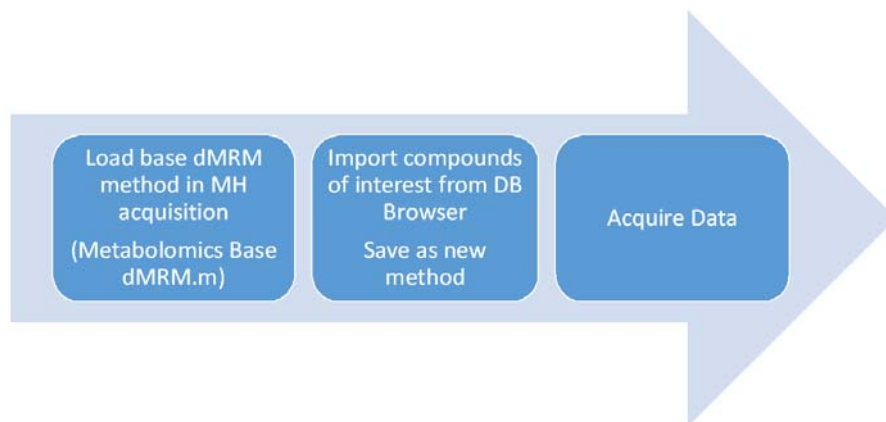 Load base dMRM
method in MH
acquisition
(Metabolomics Base
dMRM.m)
Import compounds
of interest from DB
Browser
Save as new
method
Acquire Data